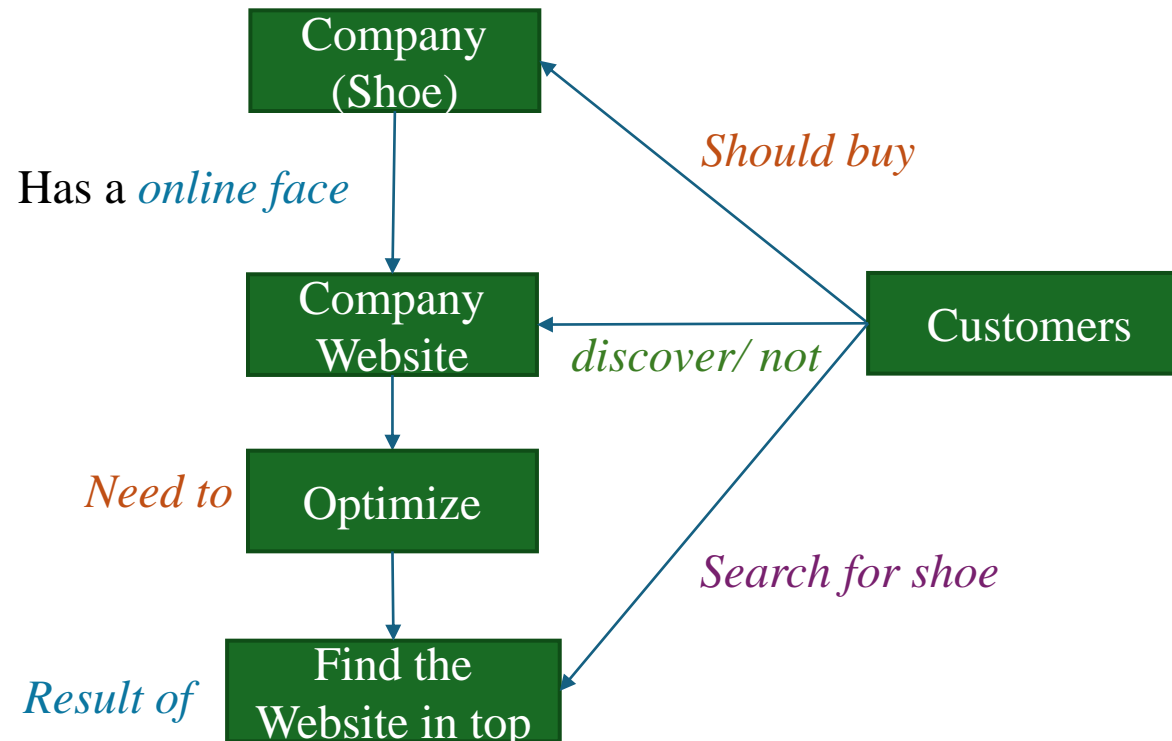 Company
(Shoe)
Should buy
Has a online face
Company
Website
Customers
discover/ not
Need to
Optimize
Search for shoe
Result of
Find the
Website in top